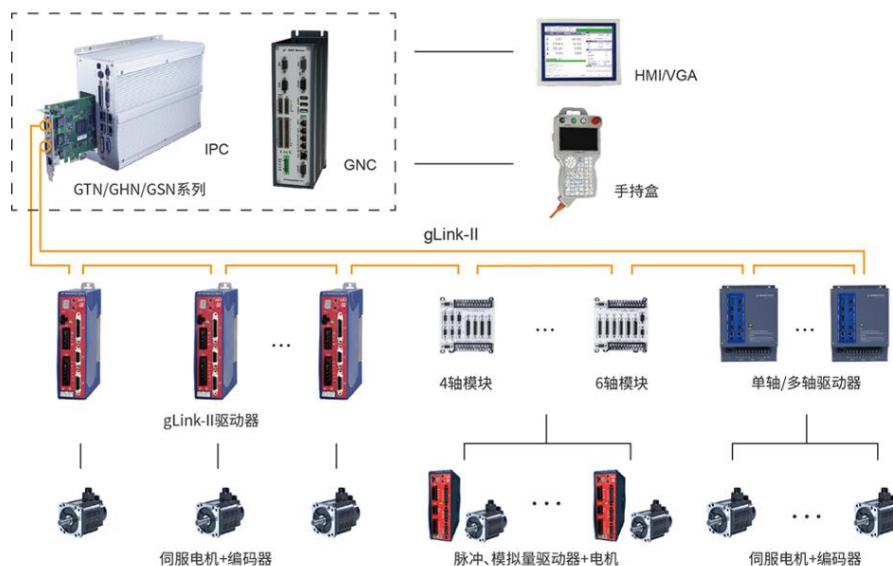 HMI/VGA
IPC
GNC
GTN/GHN/GSN系列
手持盒
gLink-II
4轴模块
6轴模块
单轴/多轴驱动器
gLink-II驱动器
伺服电机+编码器
脉冲、模拟量驱动器+电机
伺服电机+编码器